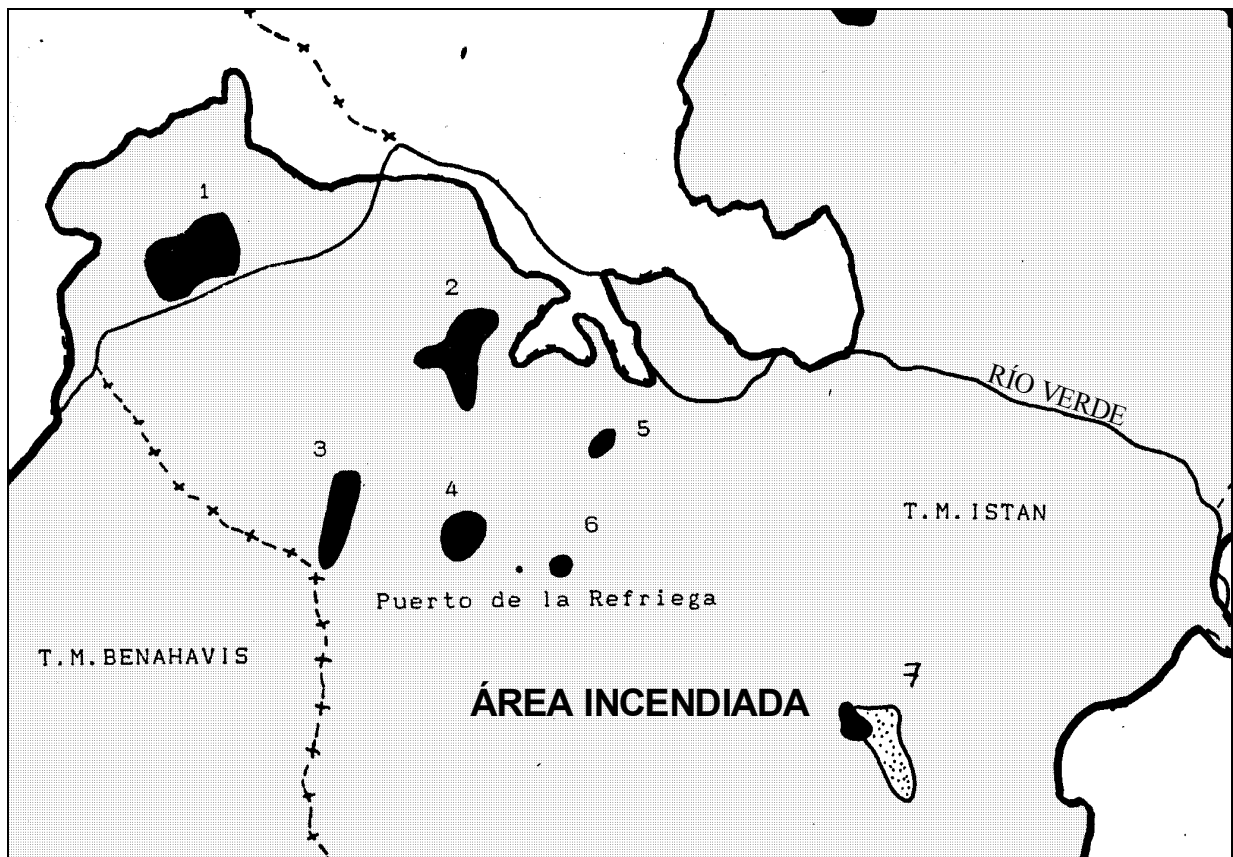 1
2
RÍO VERDE
5
3
4
T.M.ISTAN
6
Puerto de la Refriega
T.M.BENAHAVIS
7
ÁREA INCENDIADA